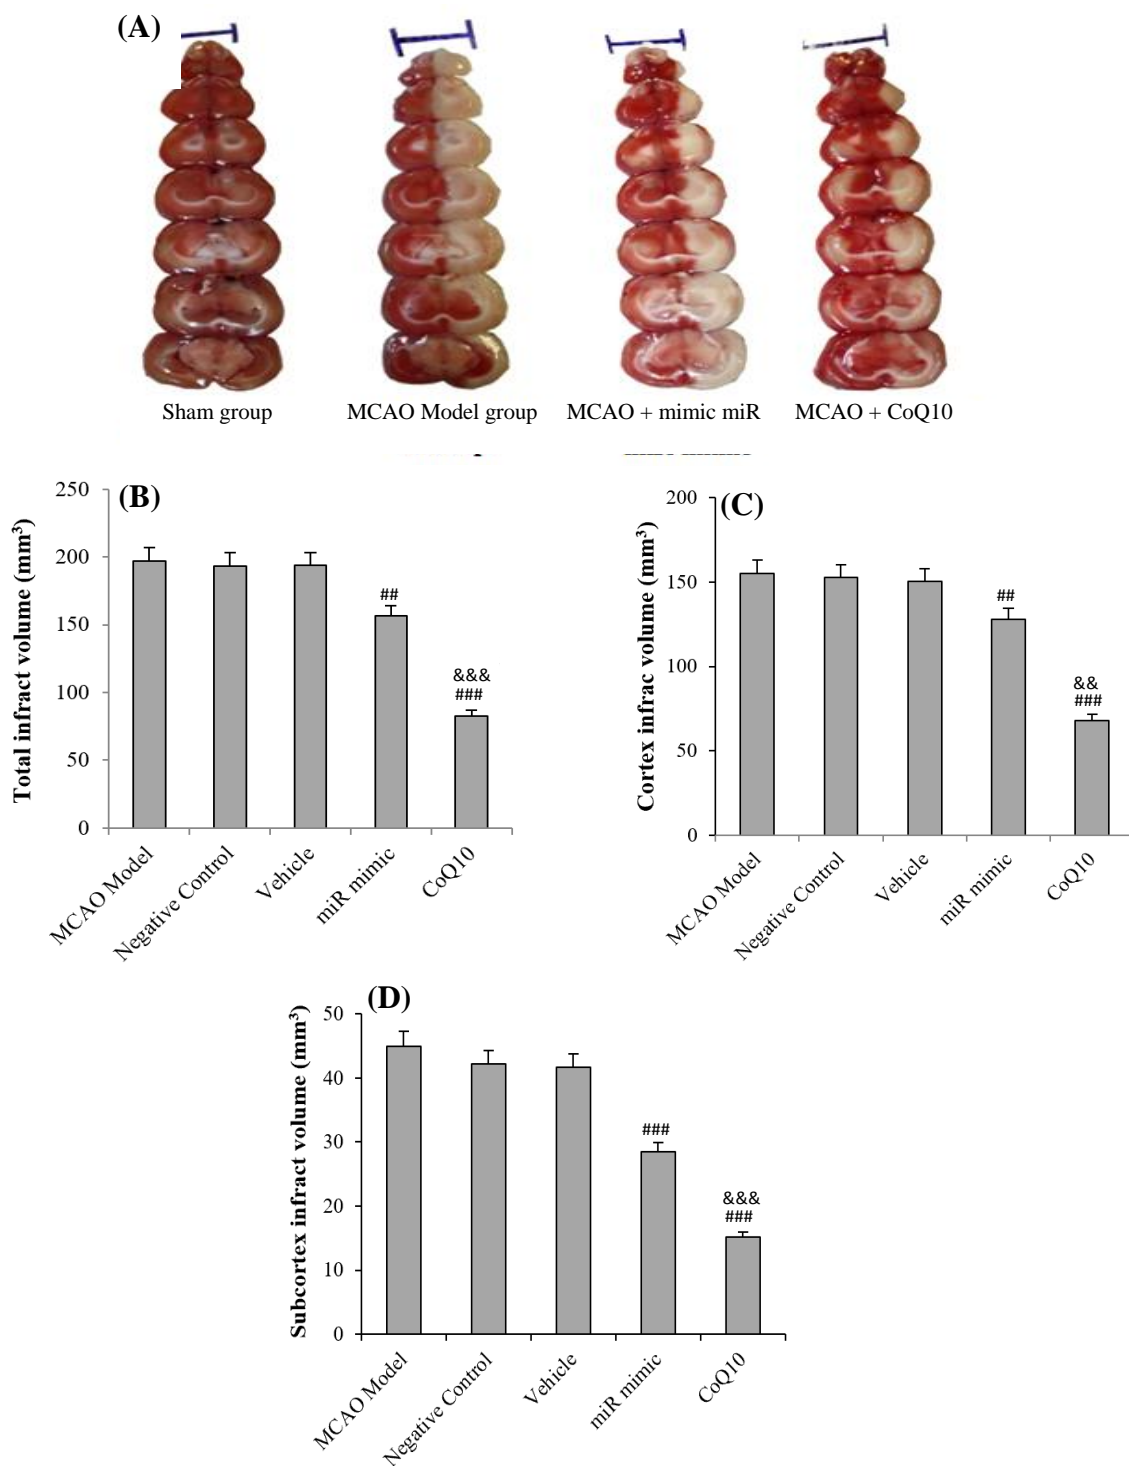 (A)
Sham group
MCAO Model group
MCAO + mimic miR
MCAO + CoQ10
(B)
Total infract volume (mm³)
250
200
150
100
50
0
##
&&&
###
MCAO Model
Negative Control
Vehicle
miR mimic
CoQ10
(C)
Cortex infrac volume (mm³)
200
150
100
50
0
##
&&
###
MCAO Model
Negative Control
Vehicle
miR mimic
CoQ10
(D)
Subcortex infract volume (mm³)
50
40
30
20
10
0
###
&&&
###
MCAO Model
Negative Control
Vehicle
miR mimic
CoQ10